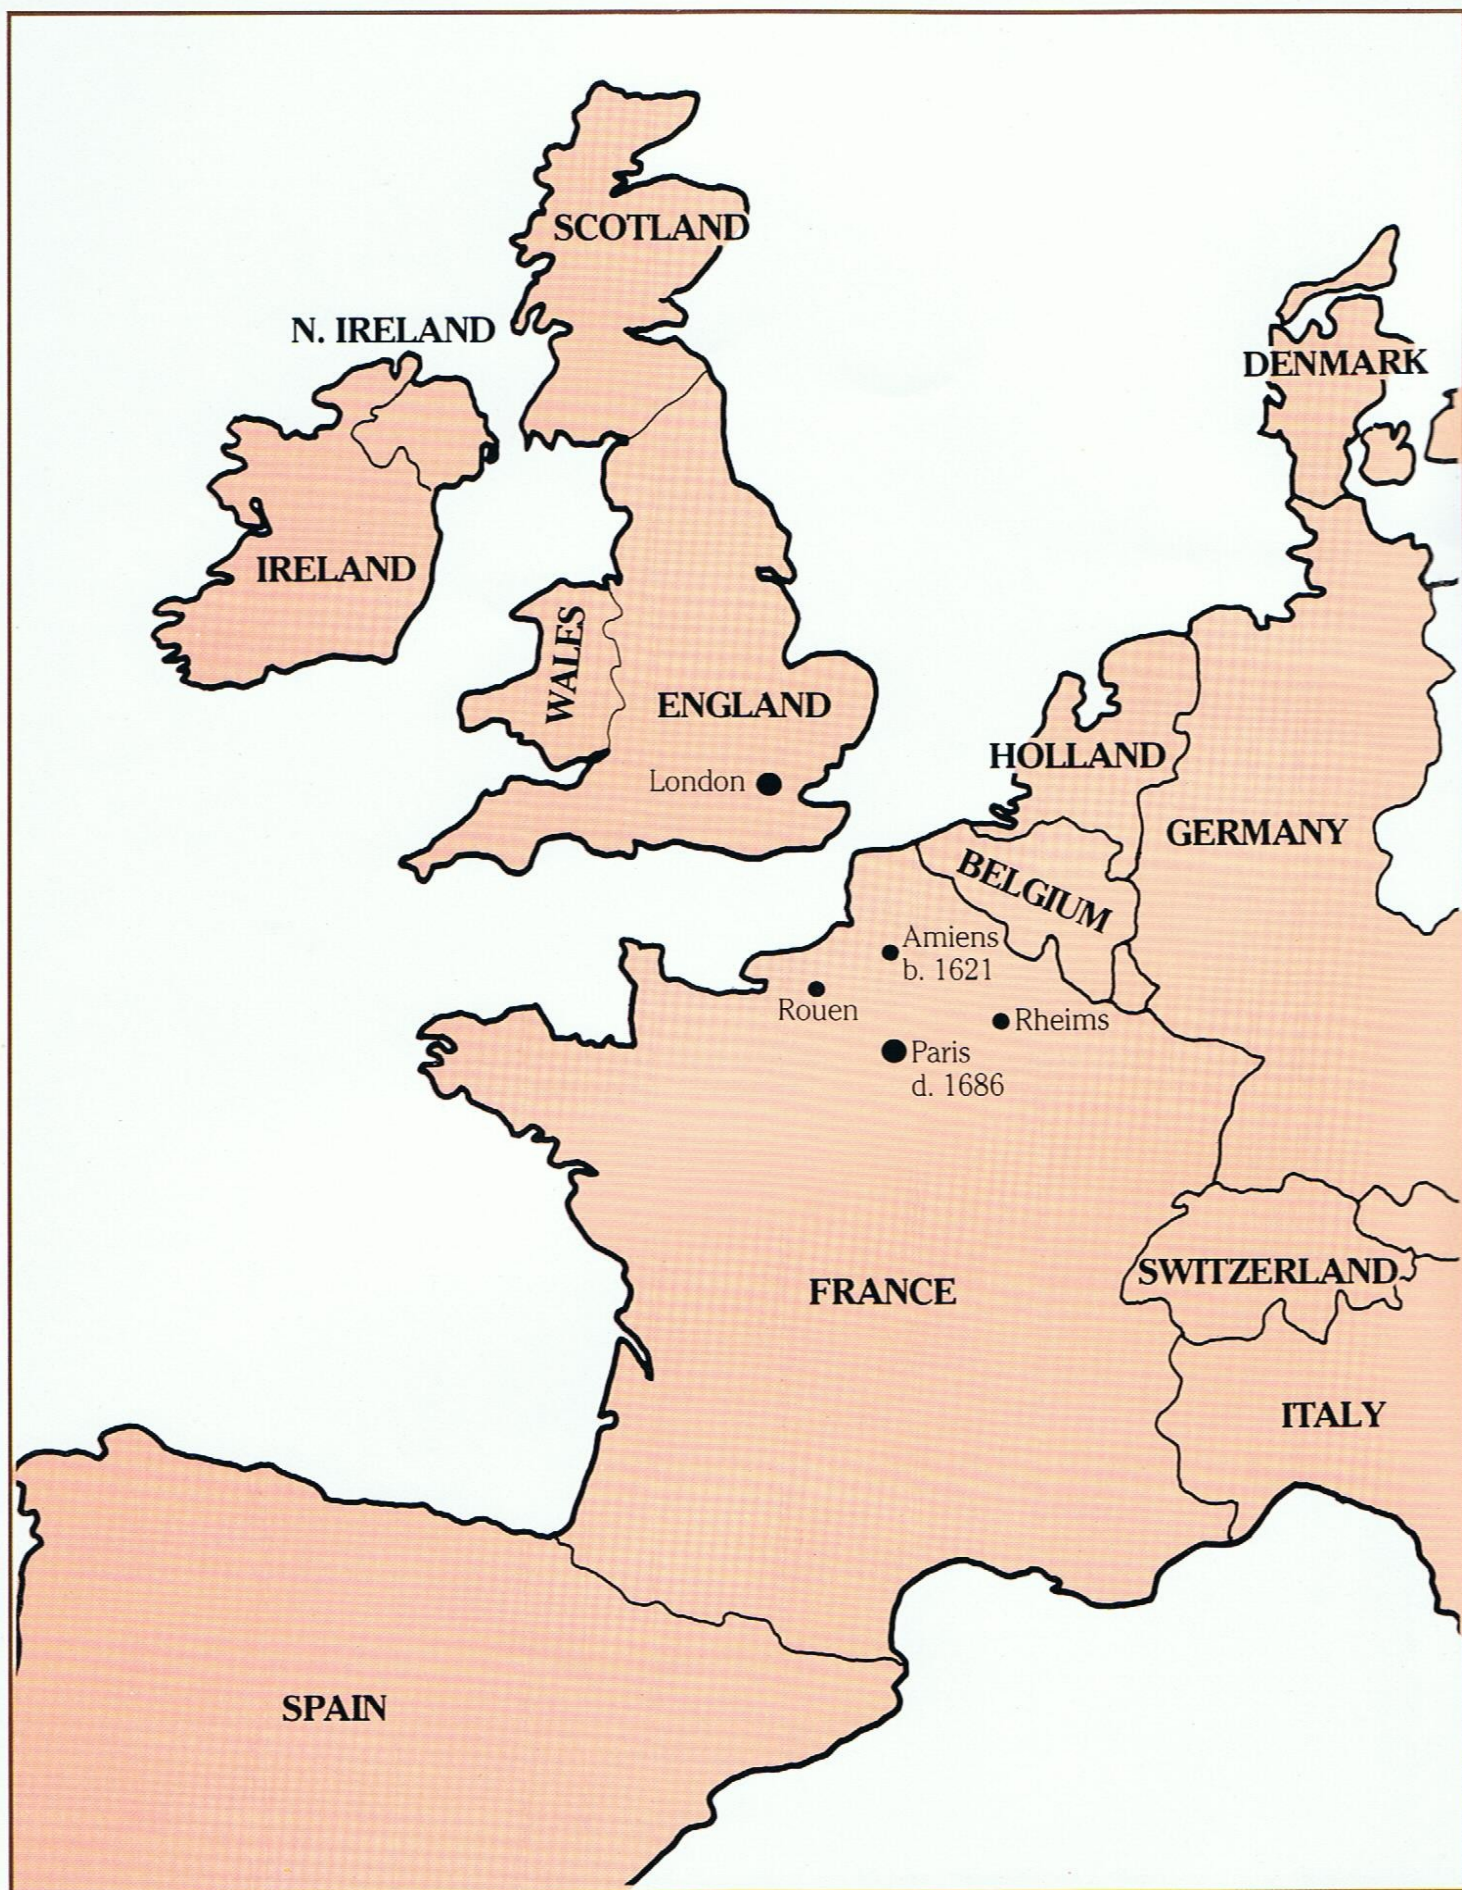 SCOTLAND
N. IRELAND
DENMARK
IRELAND
WALES
ENGLAND
HOLLAND
London
GERMANY
BELGIUM
Amiens
b. 1621
Rouen
Rheims
Paris
d. 1686
SWITZERLAND
FRANCE
ITALY
SPAIN